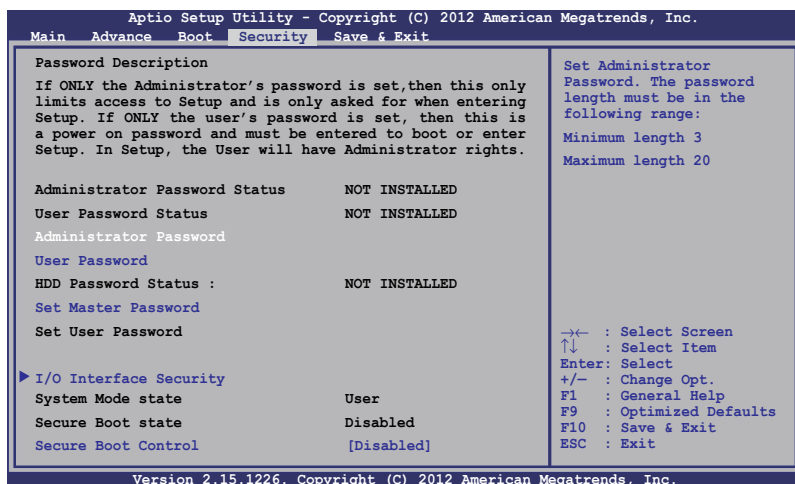 Aptio Setup Utility - Copyright (C) 2012 American Megatrends, Inc.
Main Advance Boot Security Save & Exit
Password Description
If ONLY the Administrator's password is set,then this only
limits access to Setup and is only asked for when entering
Setup. If ONLY the user's password is set, then this is
a power on password and must be entered to boot or enter
Setup. In Setup, the User will have Administrator rights.
Administrator Password Status NOT INSTALLED
User Password Status NOT INSTALLED
Administrator Password
User Password
HDD Password Status : NOT INSTALLED
Set Master Password
Set User Password
I/O Interface Security
System Mode state User
Secure Boot state Disabled
Secure Boot Control [Disabled]
Set Administrator
Password. The password
length must be in the
following range:
Minimum length 3
Maximum length 20
→← : Select Screen
↑↓ : Select Item
Enter: Select
+/— : Change Opt.
F1 : General Help
F9 : Optimized Defaults
F10 : Save & Exit
ESC : Exit
Version 2.15.1226. Copyright (C) 2012 American Megatrends, Inc.